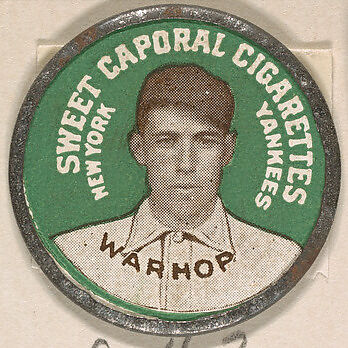 SWEET CAPORAL CIGARETTES
NEW YORK
YANKEES
WARHOP